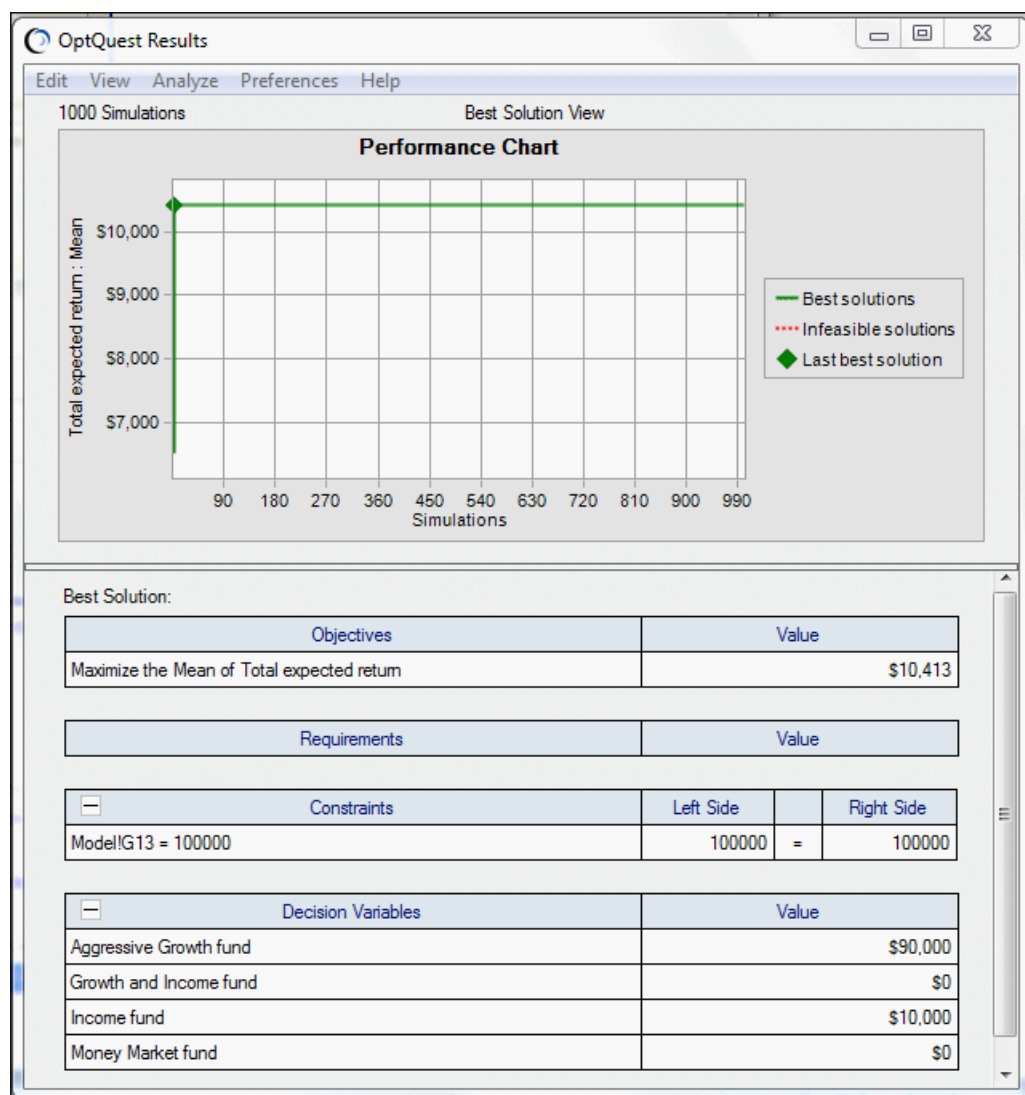 OptQuest Results
Edit View Analyze Preferences Help
1000 Simulations Best Solution View
Performance Chart
Total expected return : Mean
$10,000
$9,000
$8,000
$7,000
90 180 270 360 450 540 630 720 810 900 990
Simulations
Best solutions
Infeasible solutions
Last best solution
Best Solution:
Objectives Value
Maximize the Mean of Total expected return $10,413
Requirements Value
Constraints Left Side Right Side
Model!G13 = 100000 100000 = 100000
Decision Variables Value
Aggressive Growth fund $90,000
Growth and Income fund $0
Income fund $10,000
Money Market fund $0